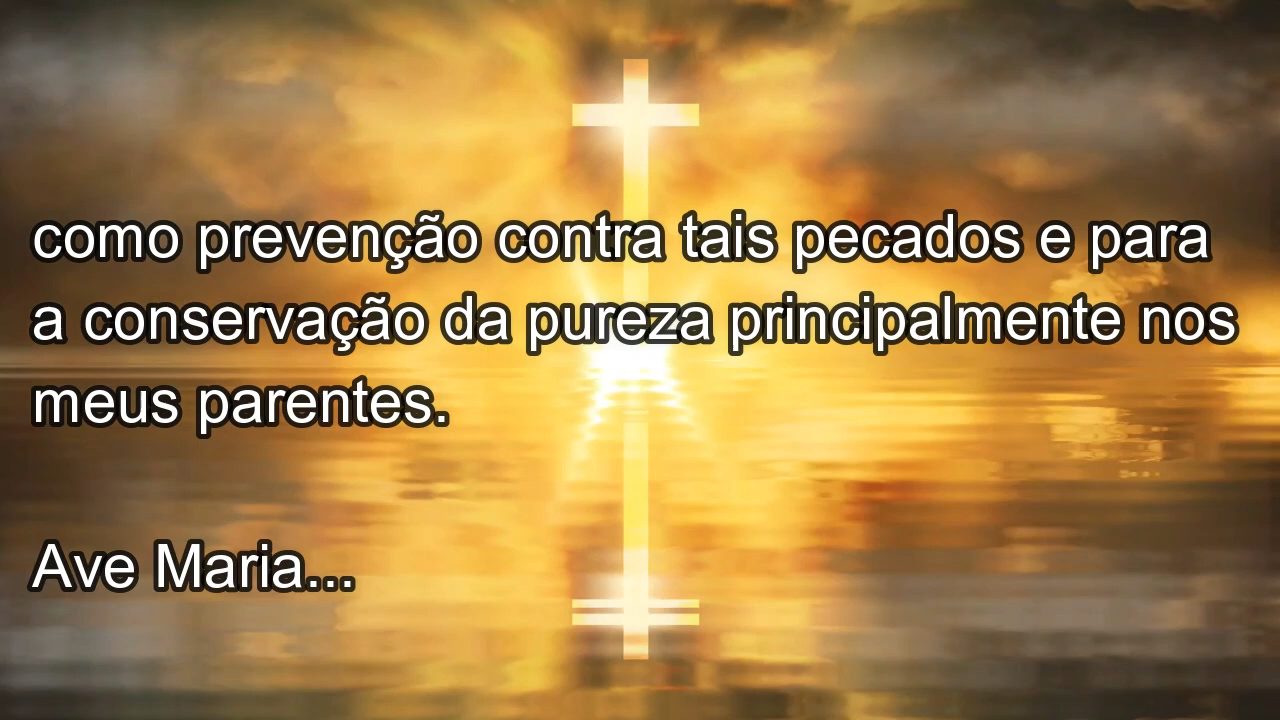 como prevenção contra tais pecados e para
a conservação da pureza principalmente nos
meus parentes.
Ave Maria...